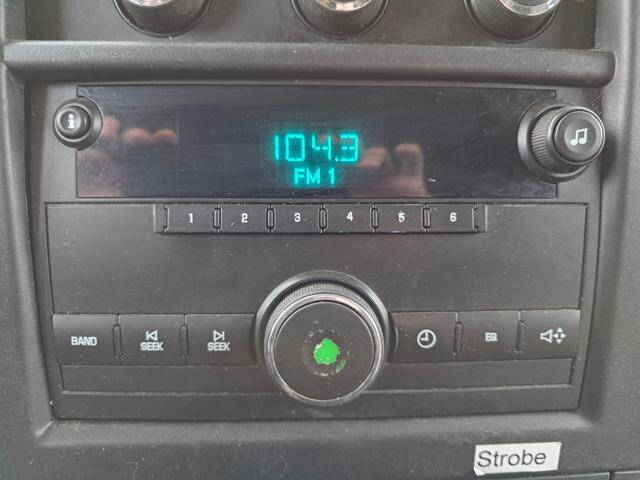 i
104.3
FM 1
1 2 3 4 5 6
BAND SEEK SEEK EQ
Strobe